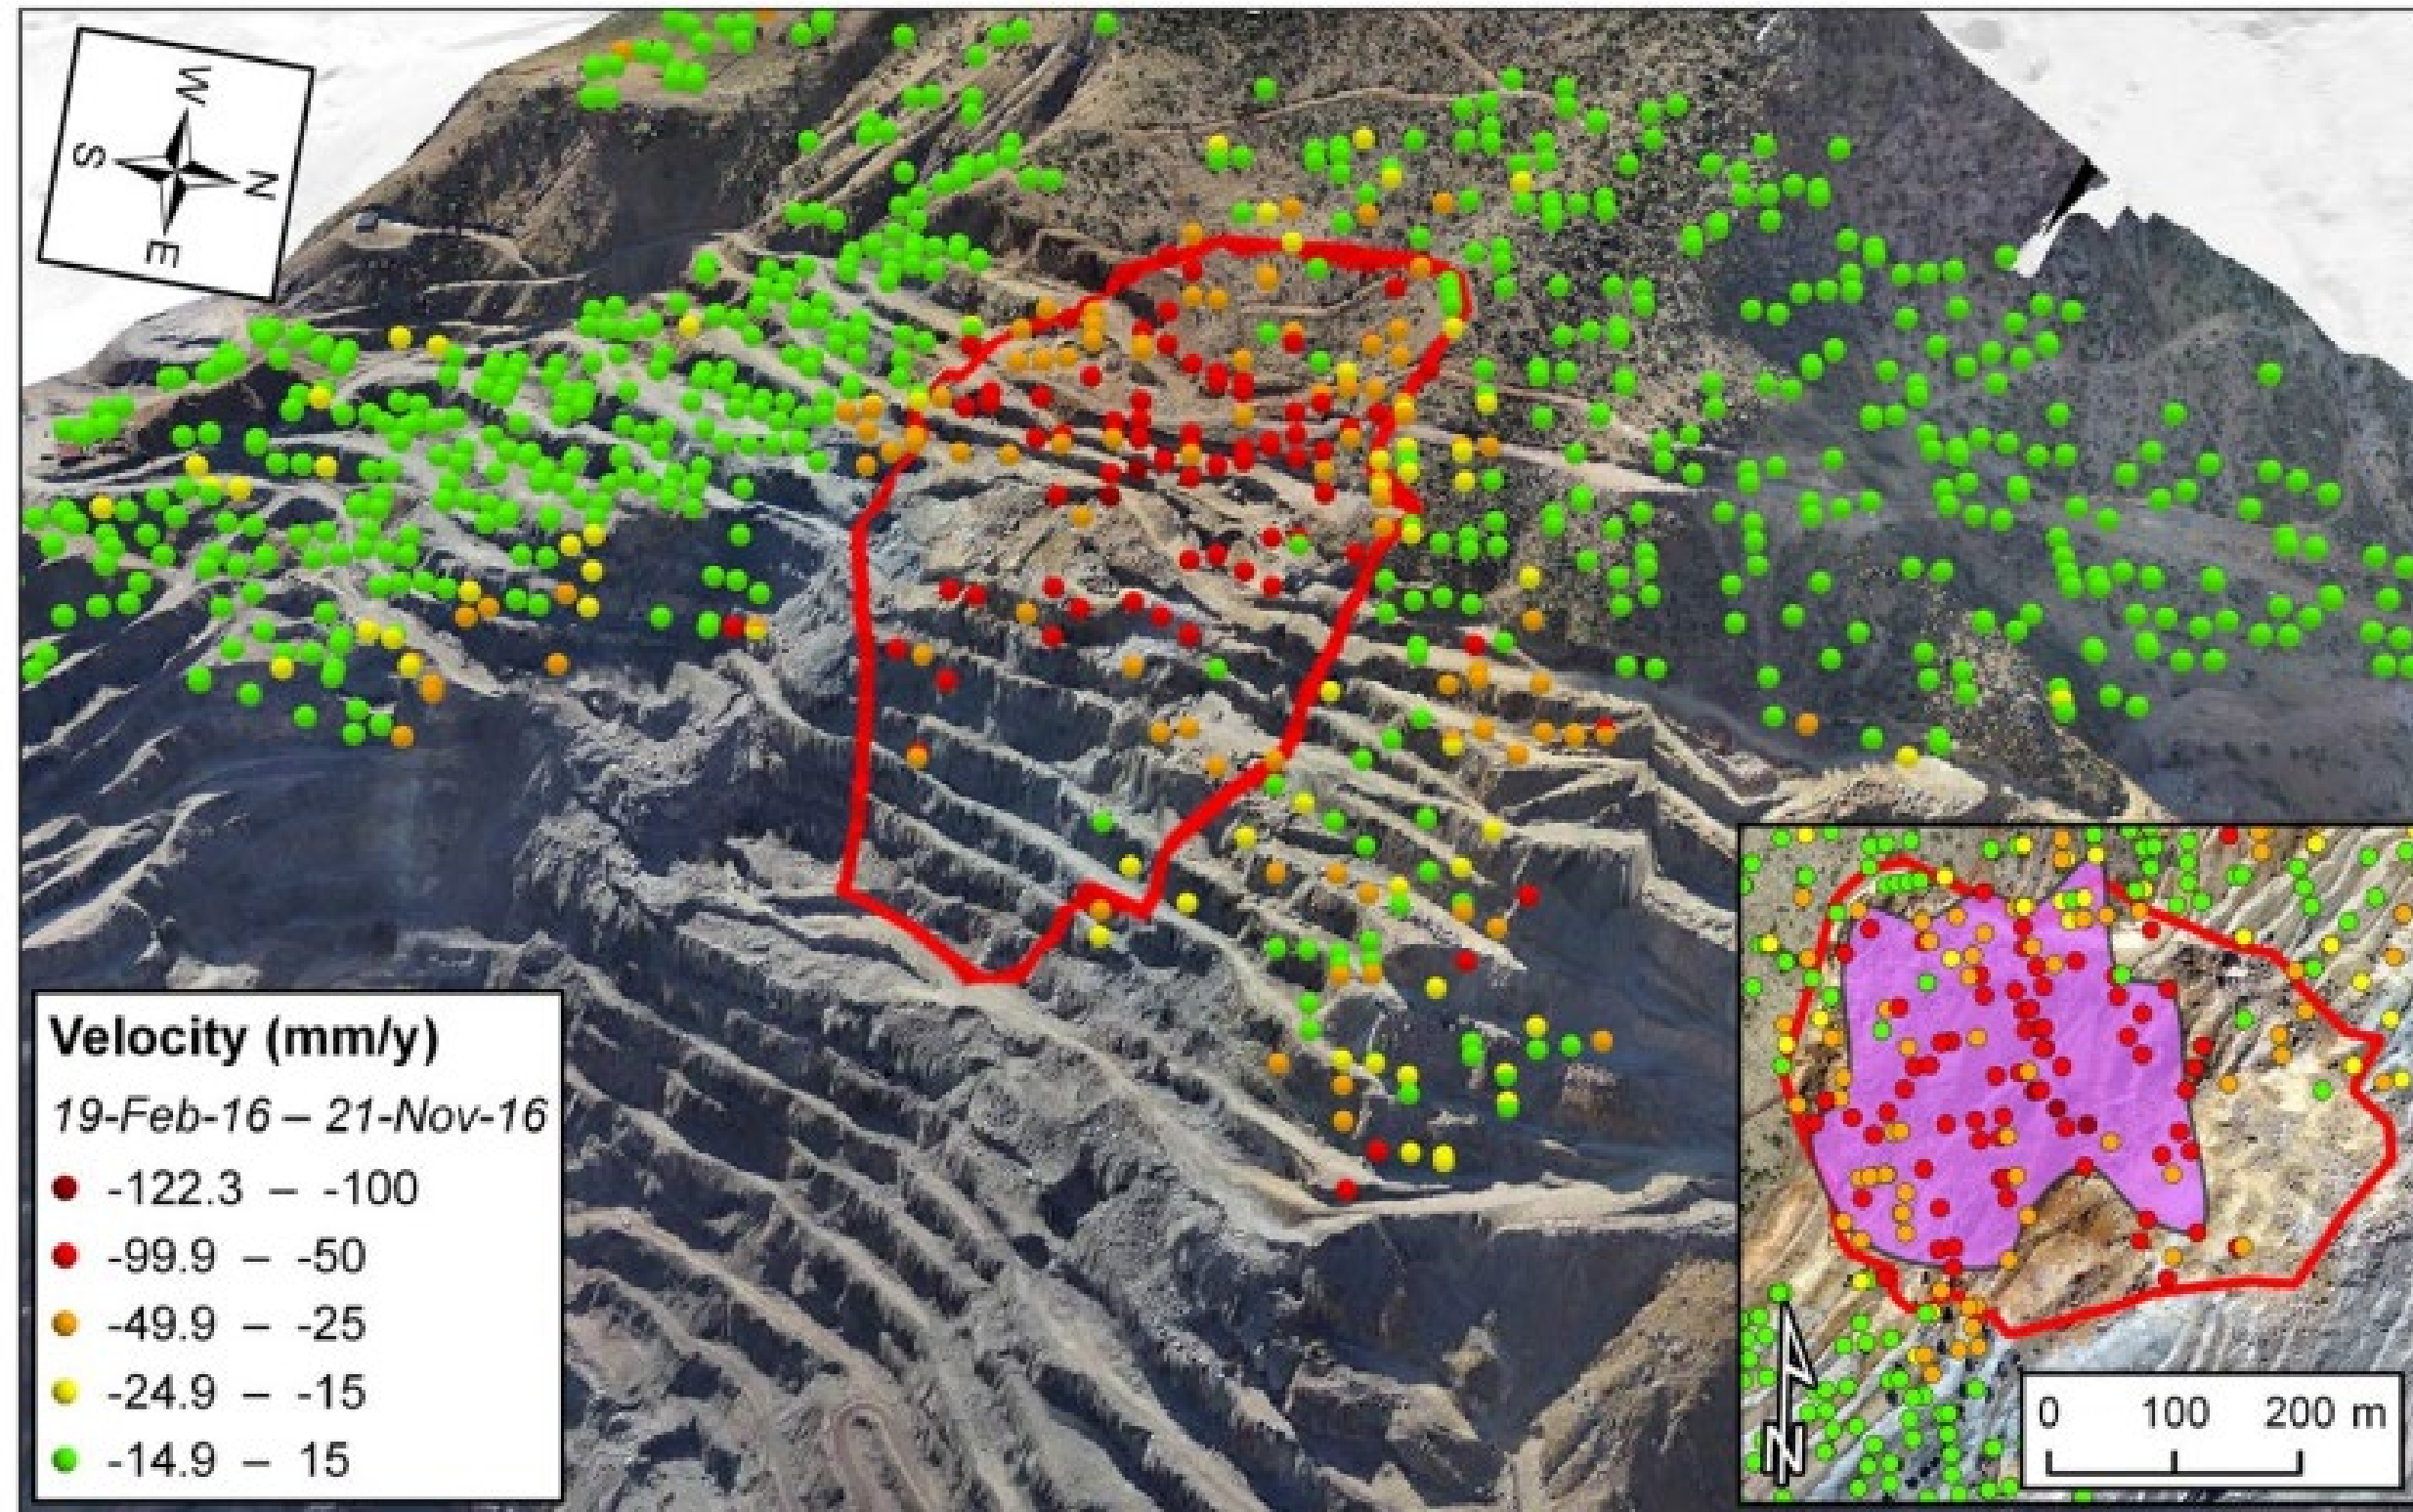 W
S
N
E
Velocity (mm/y)
19-Feb-16 – 21-Nov-16
-122.3 – -100
-99.9 – -50
-49.9 – -25
-24.9 – -15
-14.9 – 15
N
0 100 200 m